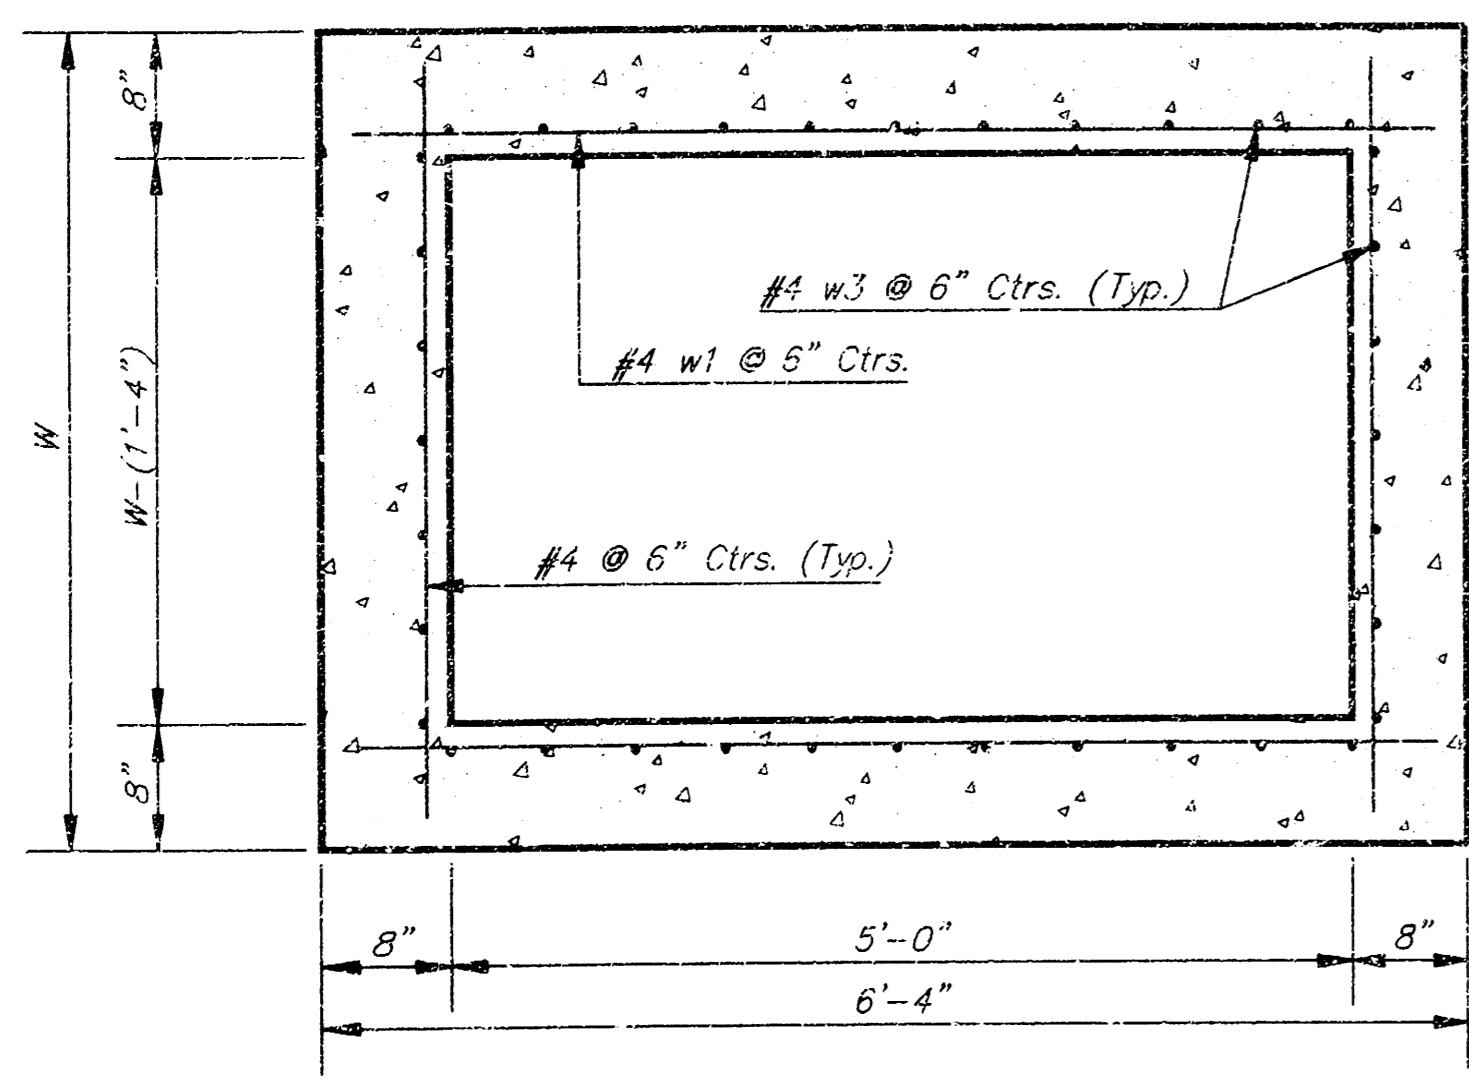 8"
W
W-(1'-4")
8"
#4 w3 @ 6" Ctrs. (Typ.)
#4 w1 @ 6" Ctrs.
#4 @ 6" Ctrs. (Typ.)
8"
5'-0"
8"
6'-4"